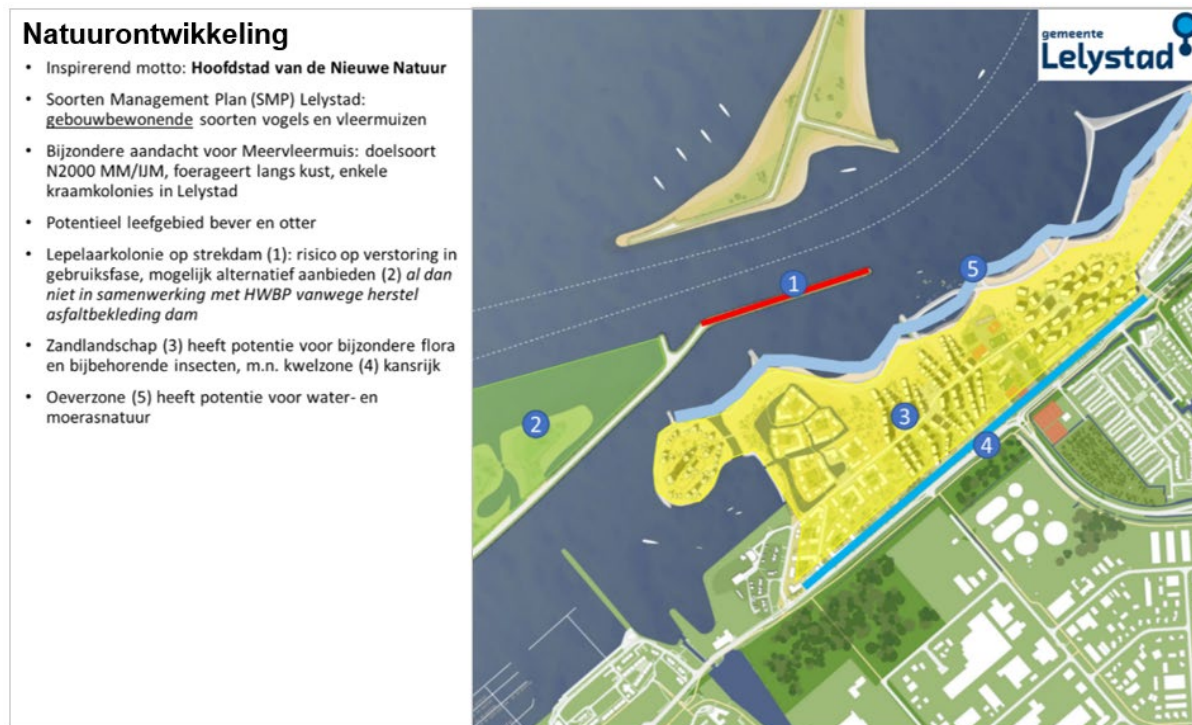 Natuurontwikkeling
• Inspirerend motto: Hoofdstad van de Nieuwe Natuur
• Soorten Management Plan (SMP) Lelystad:
gebouwbewonende soorten vogels en vleermuizen
• Bijzondere aandacht voor Meervleermuis: doelsoort
N2000 MM/IJM, foerageert langs kust, enkele
kraamkolonies in Lelystad
• Potentieel leefgebied bever en otter
• Lepelaarkolonie op strekdam (1): risico op verstoring in
gebruiksfase, mogelijk alternatief aanbieden (2) al dan
niet in samenwerking met HWBP vanwege herstel
asfaltbekleding dam
• Zandlandschap (3) heeft potentie voor bijzondere flora
en bijbehorende insecten, m.n. kwelzone (4) kansrijk
• Oeverzone (5) heeft potentie voor water- en
moerasnatuur
gemeente
Lelystad
5
1
3
2
4